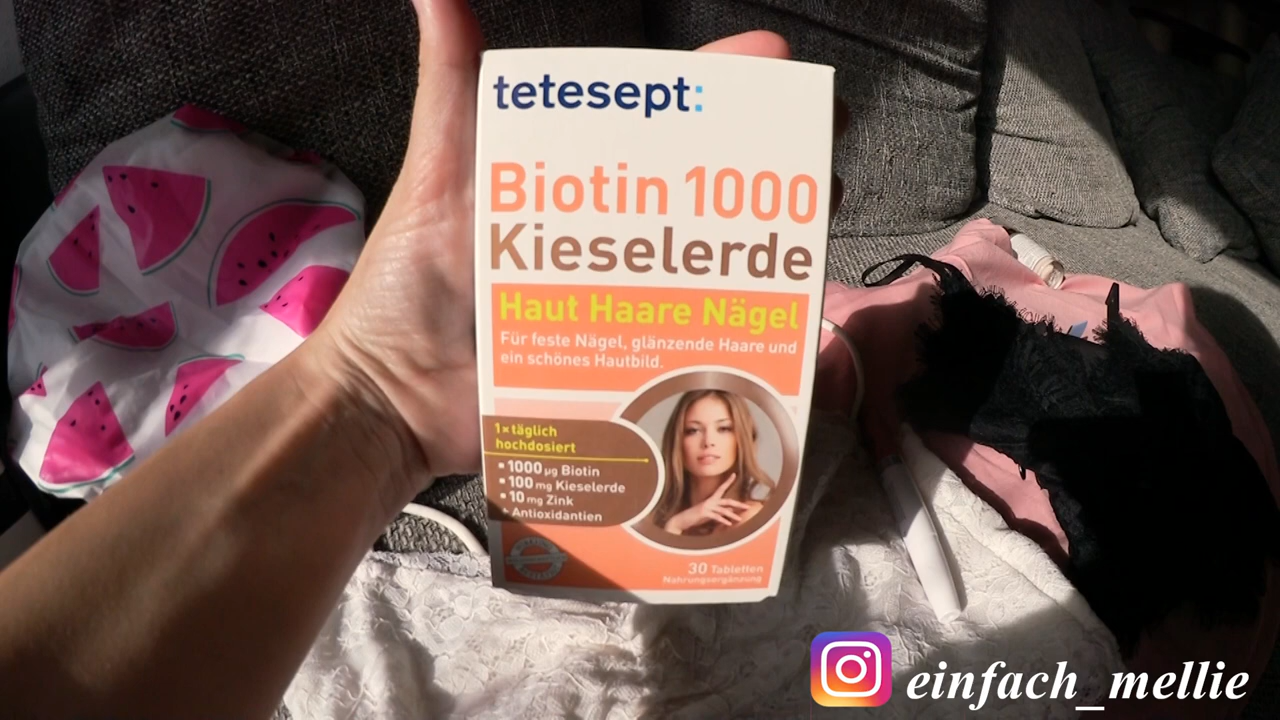 tetesept:
Biotin 1000
Kieselerde
Haut Haare Nägel
Für feste Nägel, glänzende Haare und
ein schönes Hautbild.
1x täglich
hochdosiert
▪ 1000 µg Biotin
▪ 100 mg Kieselerde
▪ 10 mg Zink
+ Antioxidantien
30 Tabletten
Nahrungsergänzung
einfach_mellie